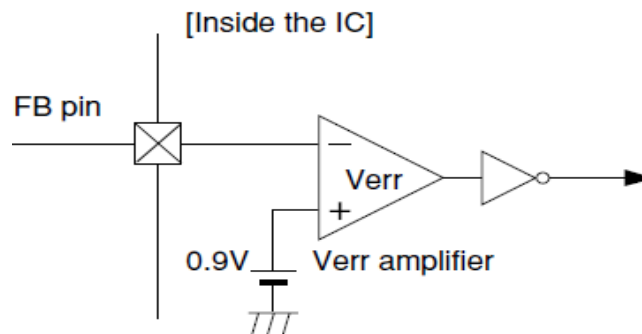 [Inside the IC]
FB pin
−
Verr
+
0.9V
Verr amplifier